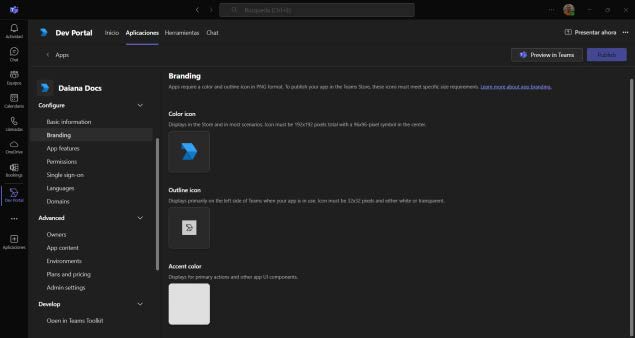 Búsqueda (Ctrl+E)
Dev Portal
Inicio
Aplicaciones
Herramientas
Chat
Presentar ahora
Actividad
Chat
Equipos
Calendario
Llamadas
OneDrive
Bookings
Dev Portal
Aplicaciones
Apps
Preview in Teams
Publish
Daiana Docs
Configure
Basic information
Branding
App features
Permissions
Single sign-on
Languages
Domains
Advanced
Owners
App content
Environments
Plans and pricing
Admin settings
Develop
Open in Teams Toolkit
Branding
Apps require a color and outline icon in PNG format. To publish your app in the Teams Store, these icons must meet specific size requirements. Learn more about app branding.
Color icon
Displays in the Store and in most scenarios. Icon must be 192x192 pixels total with a 96x96-pixel symbol in the center.
Outline icon
Displays primarily on the left side of Teams when your app is in use. Icon must be 32x32 pixels and either white or transparent.
Accent color
Displays for primary actions and other app UI components.